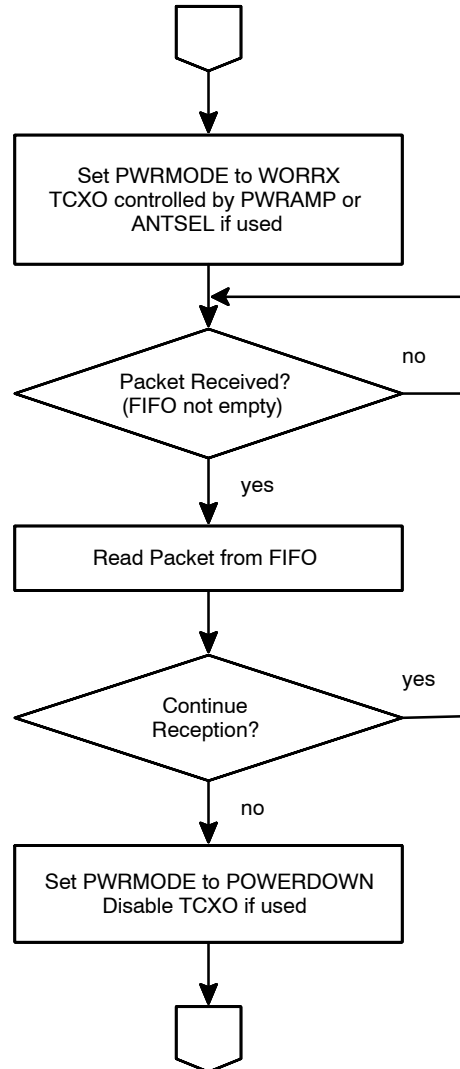 Set PWRMODE to WORRX
TCXO controlled by PWRAMP or
ANTSEL if used
Packet Received?
(FIFO not empty)
no
yes
Read Packet from FIFO
Continue
Reception?
yes
no
Set PWRMODE to POWERDOWN
Disable TCXO if used